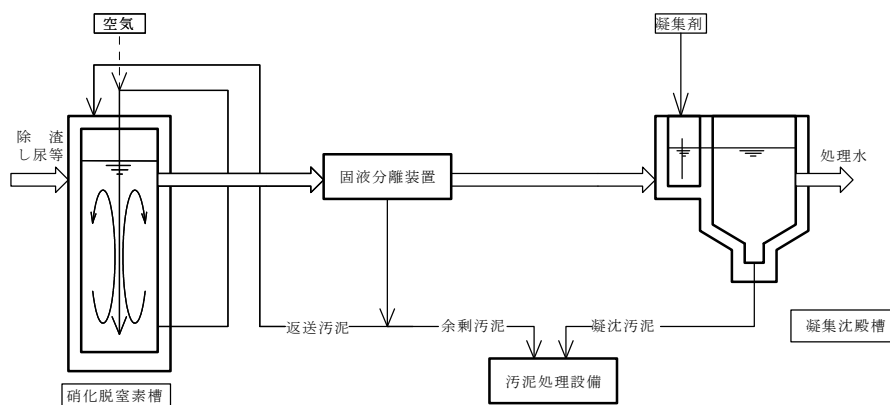 空気
凝集剤
除　渣
し尿等
処理水
固液分離装置
返送汚泥
余剰汚泥
凝沈汚泥
凝集沈殿槽
汚泥処理設備
硝化脱窒素槽